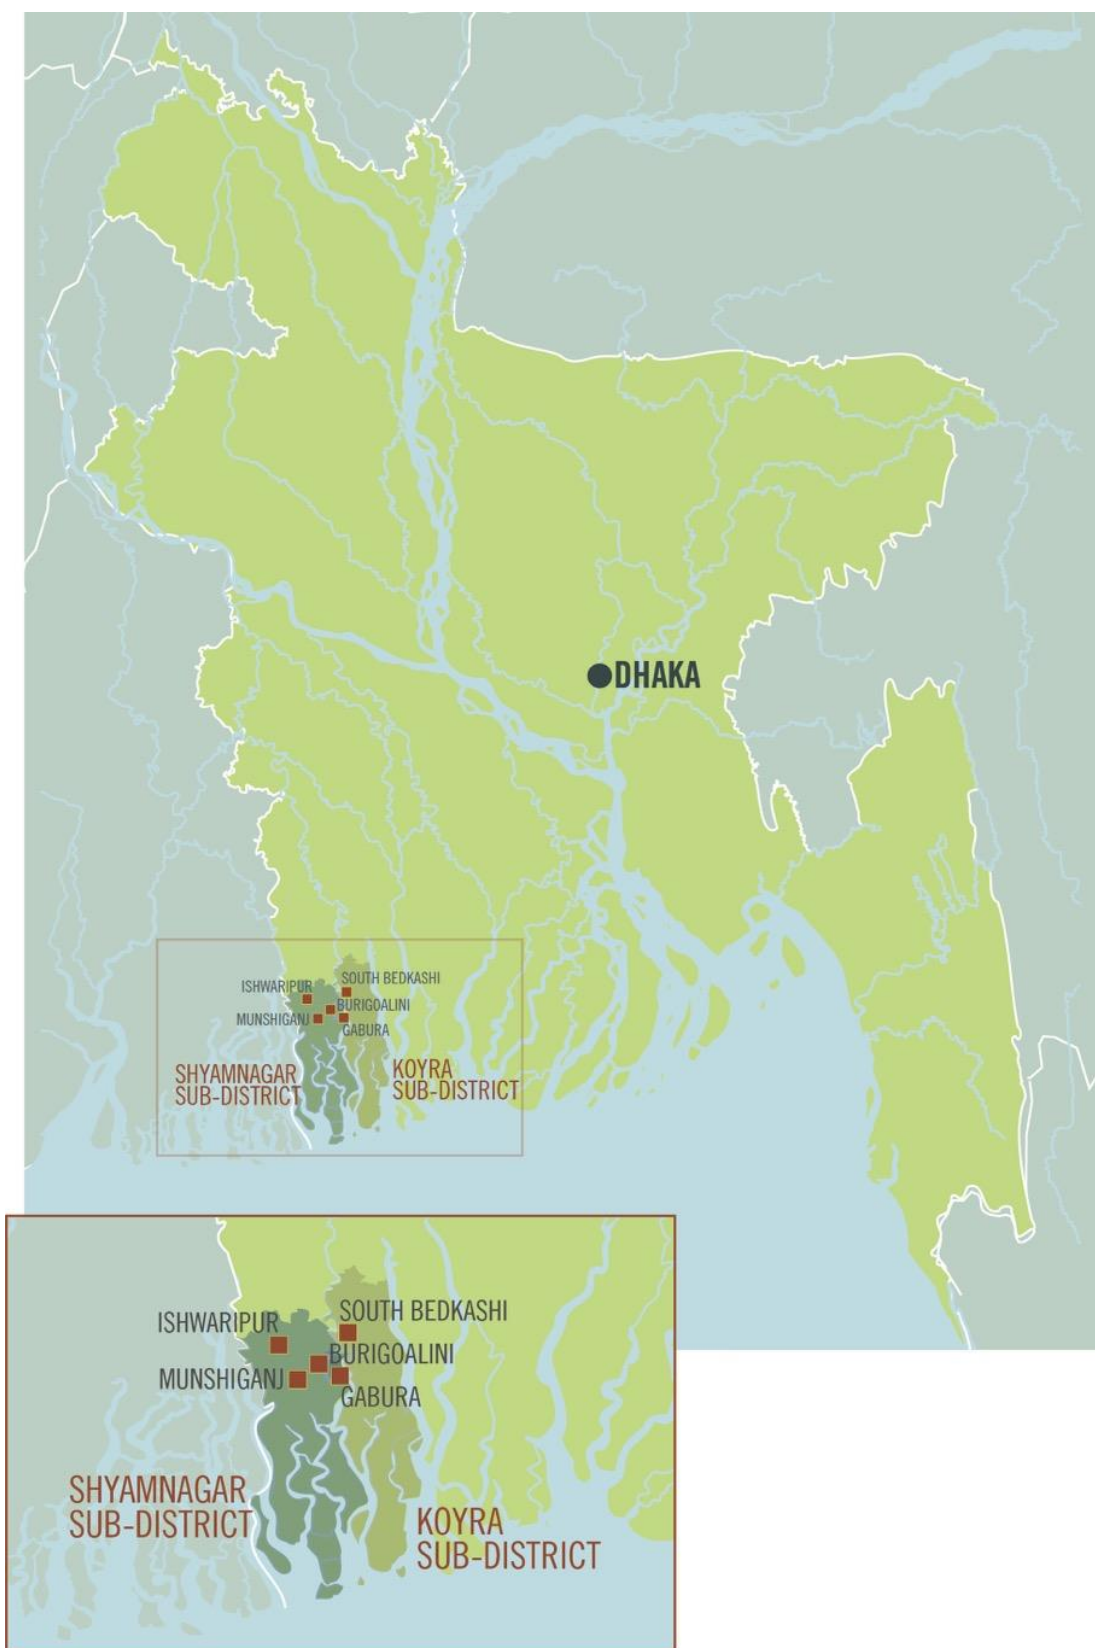 DHAKA
ISHWARIPUR
SOUTH BEDKASHI
BURIGOALINI
MUNSHIGANJ
GABURA
SHYAMNAGAR
SUB-DISTRICT
KOYRA
SUB-DISTRICT
ISHWARIPUR
SOUTH BEDKASHI
BURIGOALINI
MUNSHIGANJ
GABURA
SHYAMNAGAR
SUB-DISTRICT
KOYRA
SUB-DISTRICT